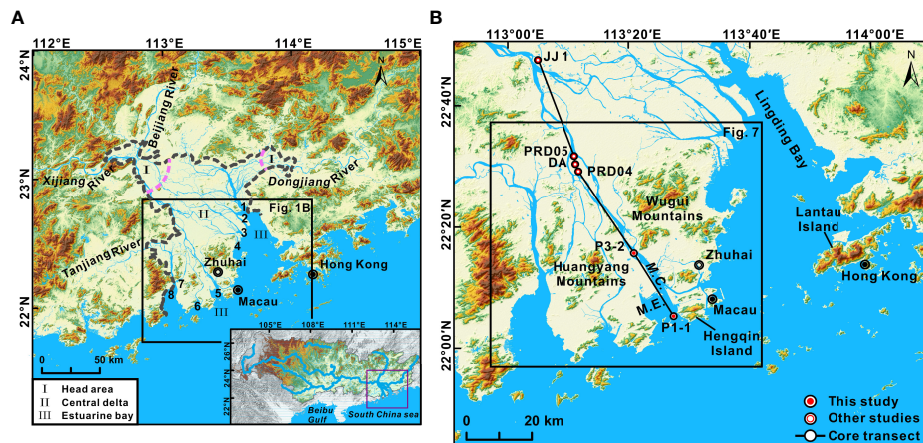 A
112°E
113°E
114°E
115°E
24°N
23°N
22°N
N
Beijiang River
Xijiang
River
I
I
Dongjiang
River
II
Fig. 1B
1
2
3
III
4
TanjiangRiver
Zhuhai
Hong Kong
Macau
7
8
6
5
III
0
50 km
I Head area
II Central delta
III Estuarine bay
105°E
108°E
111°E
114°E
26°N
24°N
22°N
Beibu
Gulf
South China sea
B
113°00'E
113°20'E
113°40'E
114°00'E
22°40'N
22°20'N
22°00'N
N
JJ1
Lingding Bay
Fig. 7
PRD05
DA
PRD04
Wugui
Mountains
Lantau
Island
P3-2
Zhuhai
Huangyang
Mountains
Hong Kong
M.C.
M.E.
Macau
P1-1
Hengqin
Island
0
20 km
This study
Other studies
Core transect